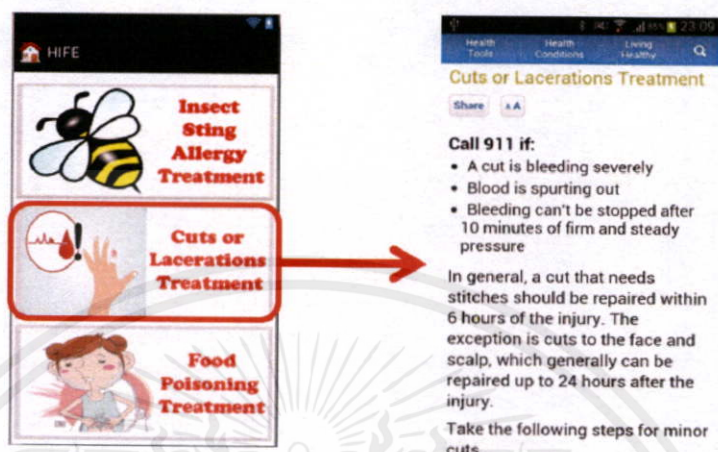 HIFE
Insect
Sting
Allergy
Treatment
Cuts or
Lacerations
Treatment
Food
Poisoning
Treatment
23:09
Health
Tools
Health
Conditions
Living
Healthy
Cuts or Lacerations Treatment
Share
A
Call 911 if:
• A cut is bleeding severely
• Blood is spurting out
• Bleeding can't be stopped after
10 minutes of firm and steady
pressure
In general, a cut that needs
stitches should be repaired within
6 hours of the injury. The
exception is cuts to the face and
scalp, which generally can be
repaired up to 24 hours after the
injury.
Take the following steps for minor
cuts